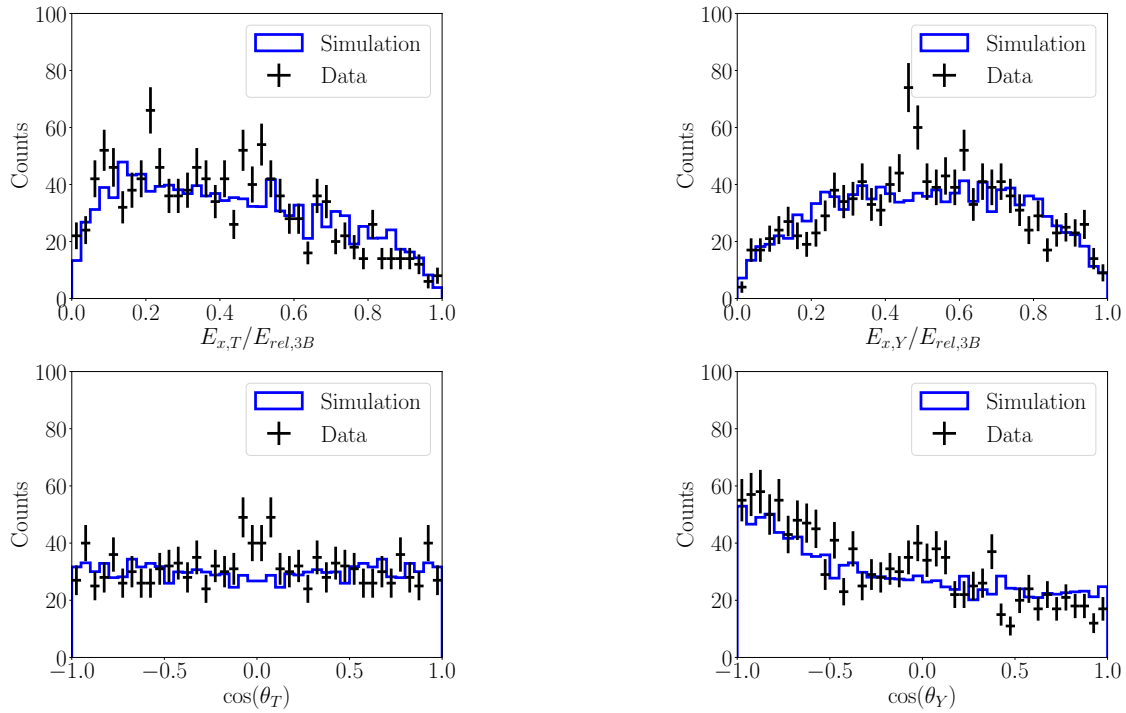 100
80
60
40
20
0
Counts
Simulation
Data
0.0 0.2 0.4 0.6 0.8 1.0
E_{x,T}/E_{rel,3B}
100
80
60
40
20
0
Counts
Simulation
Data
0.0 0.2 0.4 0.6 0.8 1.0
E_{x,Y}/E_{rel,3B}
100
80
60
40
20
0
Counts
Simulation
Data
−1.0 −0.5 0.0 0.5 1.0
cos(θ_T)
100
80
60
40
20
0
Counts
Simulation
Data
−1.0 −0.5 0.0 0.5 1.0
cos(θ_Y)